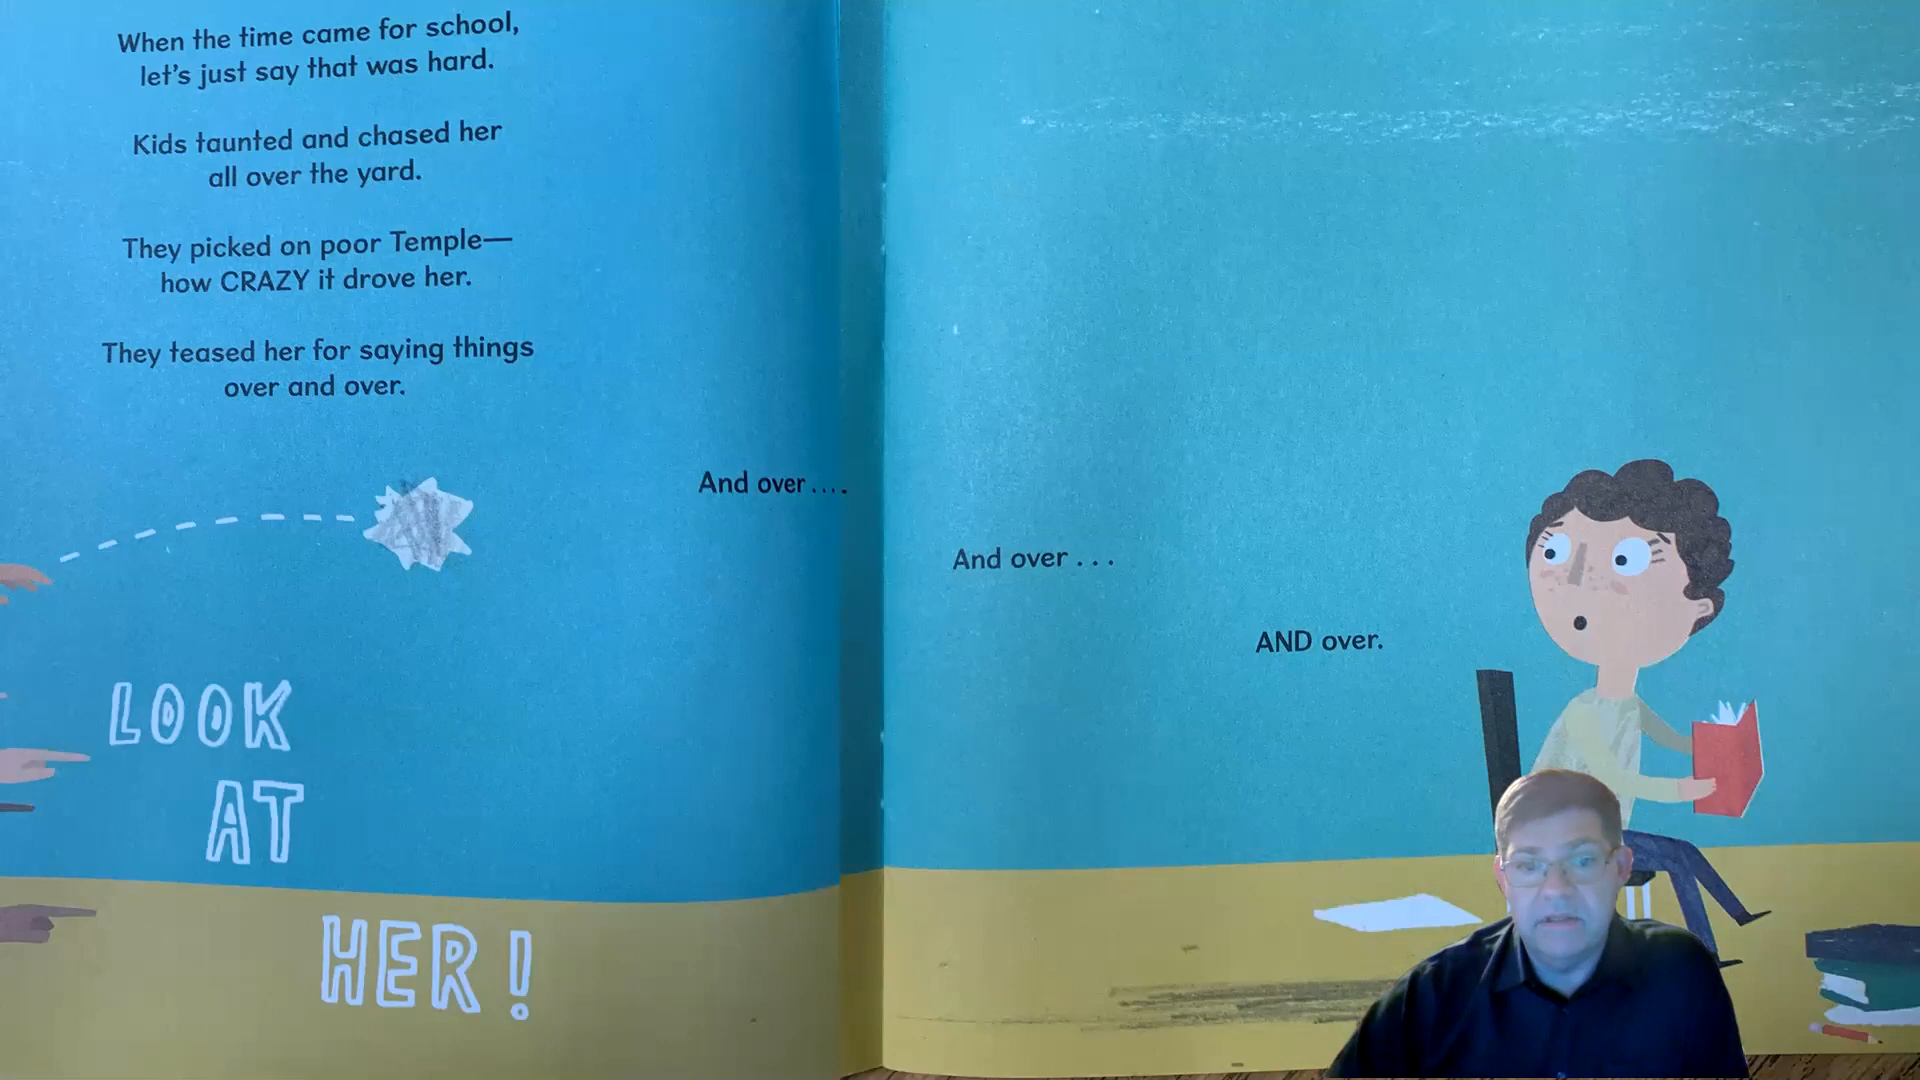 When the time came for school,
let's just say that was hard.
Kids taunted and chased her
all over the yard.
They picked on poor Temple—
how CRAZY it drove her.
They teased her for saying things
over and over.
And over....
And over...
AND over.
LOOK
AT
HER!